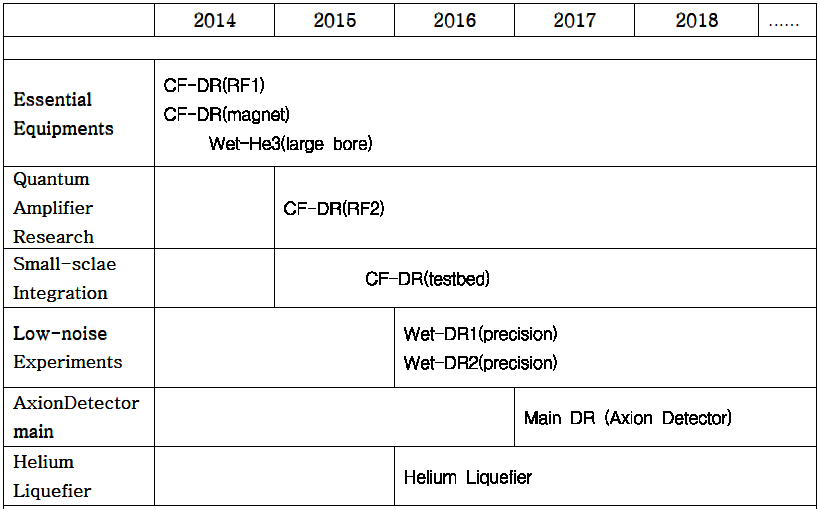 2014 2015 2016 2017 2018 ......
Essential
Equipments
CF-DR(RF1)
CF-DR(magnet)
Wet-He3(large bore)
Quantum
Amplifier
Research
CF-DR(RF2)
Small-sclae
Integration
CF-DR(testbed)
Low-noise
Experiments
Wet-DR1(precision)
Wet-DR2(precision)
AxionDetector
main
Main DR (Axion Detector)
Helium
Liquefier
Helium Liquefier